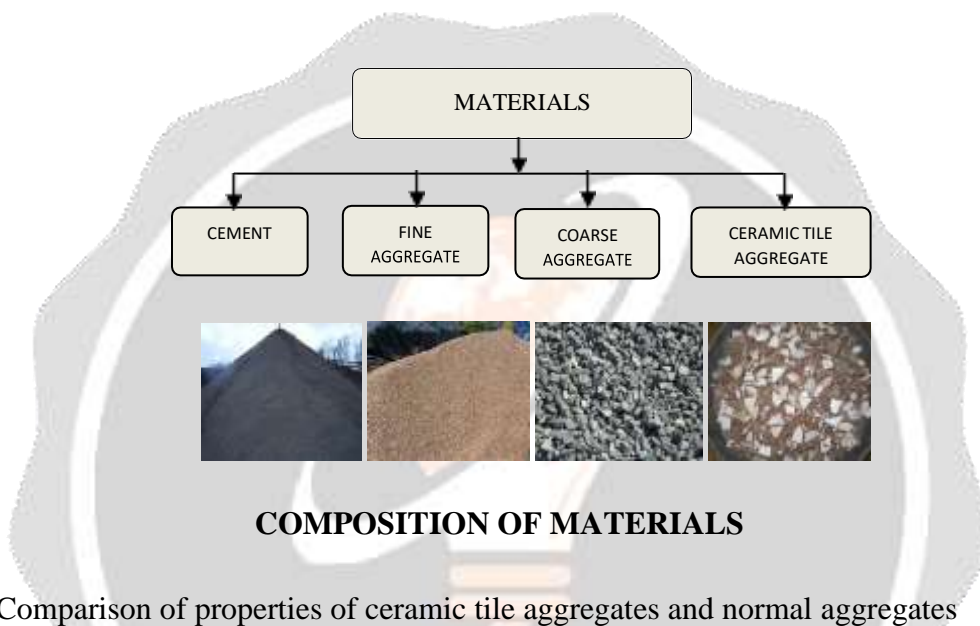 MATERIALS
CEMENT
FINE
AGGREGATE
COARSE
AGGREGATE
CERAMIC TILE
AGGREGATE
COMPOSITION OF MATERIALS
Comparison of properties of ceramic tile aggregates and normal aggregates